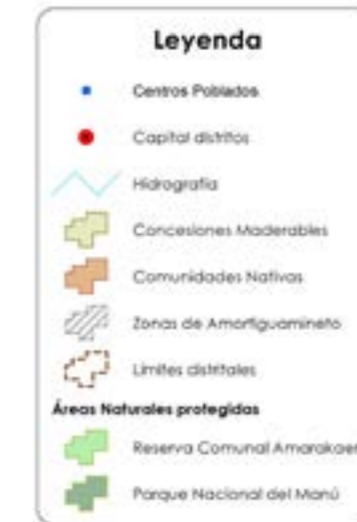 Leyenda
Centros Poblados
Capital distritos
Hidrografía
Concesiones Maderables
Comunidades Nativas
Zonas de Amortiguamineto
Límites distritales
Áreas Naturales protegidas
Reserva Comunal Amarakaer
Parque Nacional del Manú